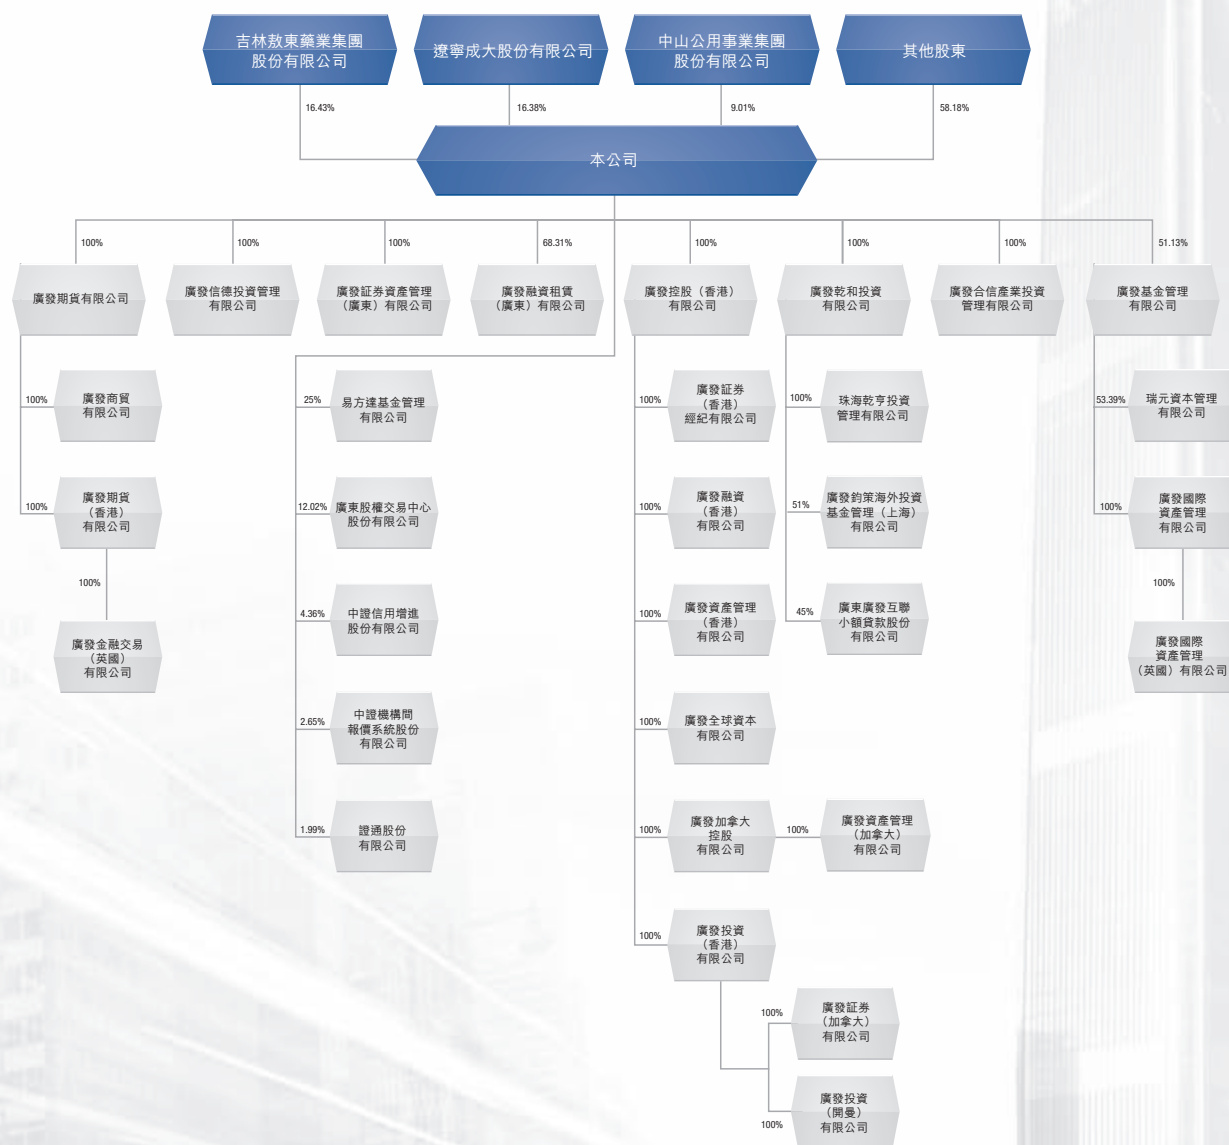 吉林敖東藥業集團
股份有限公司
遼寧成大股份有限公司
中山公用事業集團
股份有限公司
其他股東
16.43%
16.38%
9.01%
58.18%
本公司
100%
100%
100%
68.31%
100%
100%
100%
51.13%
廣發期貨有限公司
廣發信德投資管理
有限公司
廣發証券資產管理
（廣東）有限公司
廣發融資租賃
（廣東）有限公司
廣發控股（香港）
有限公司
廣發乾和投資
有限公司
廣發合信產業投資
管理有限公司
廣發基金管理
有限公司
100%
廣發商貿
有限公司
100%
廣發期貨
（香港）
有限公司
100%
廣發金融交易
（英國）
有限公司
25%
易方達基金管理
有限公司
12.02%
廣東股權交易中心
股份有限公司
4.36%
中證信用增進
股份有限公司
2.65%
中證機構間
報價系統股份
有限公司
1.99%
證通股份
有限公司
100%
廣發証券
（香港）
經紀有限公司
100%
廣發融資
（香港）
有限公司
100%
廣發資產管理
（香港）
有限公司
100%
廣發全球資本
有限公司
100%
廣發加拿大
控股
有限公司
100%
廣發資產管理
（加拿大）
有限公司
100%
廣發投資
（香港）
有限公司
100%
廣發証券
（加拿大）
有限公司
100%
廣發投資
（開曼）
有限公司
100%
珠海乾亨投資
管理有限公司
51%
廣發鈞策海外投資
基金管理（上海）
有限公司
45%
廣東廣發互聯
小額貸款股份
有限公司
53.39%
瑞元資本管理
有限公司
100%
廣發國際
資產管理
有限公司
100%
廣發國際
資產管理
（英國）有限公司